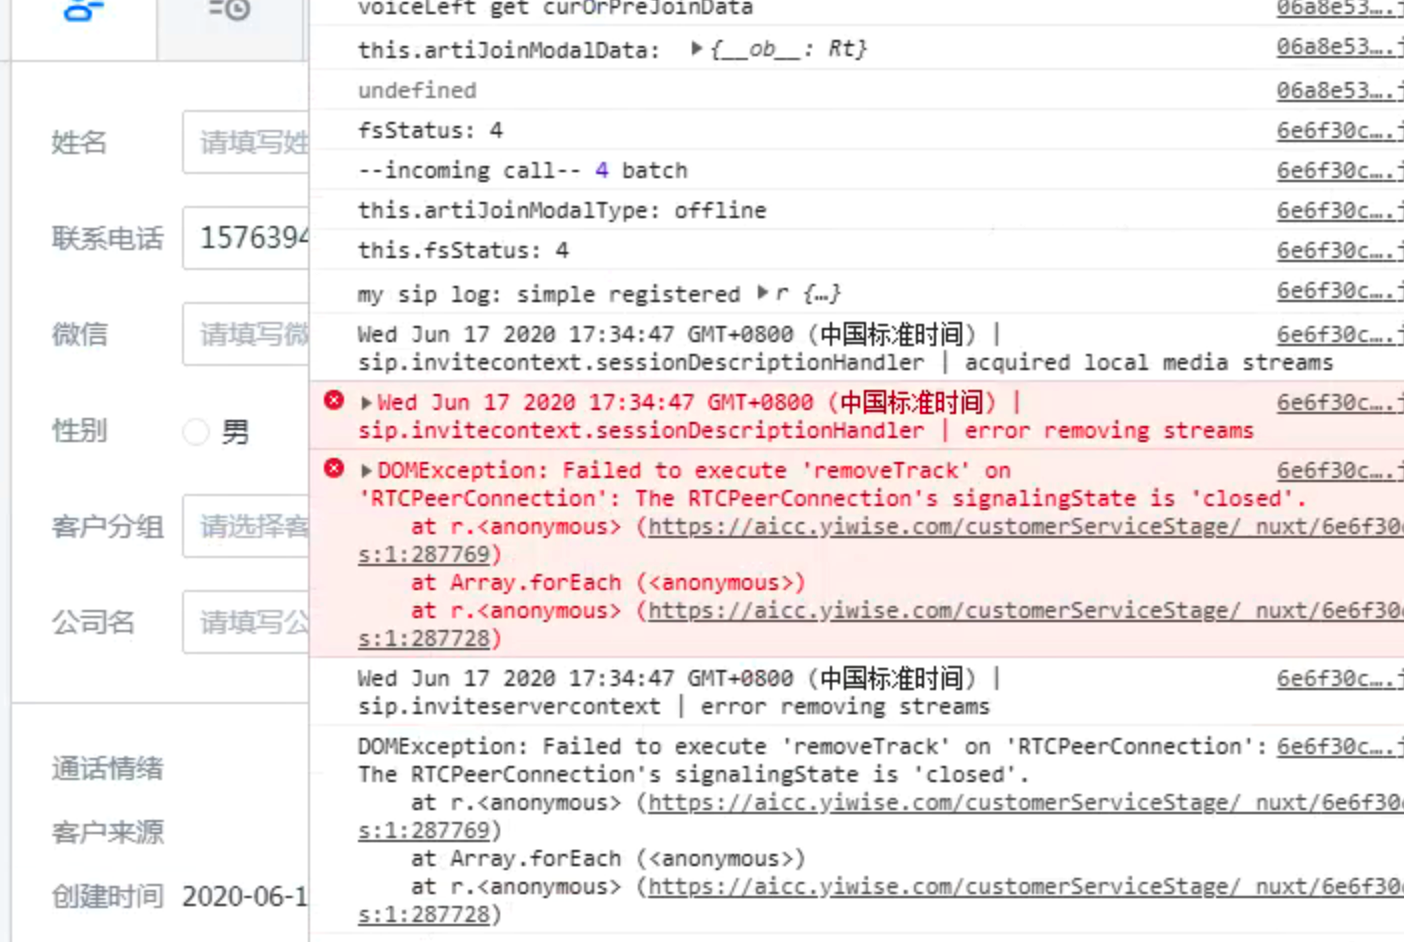 姓名
请填写姓
联系电话
1576394
微信
请填写微
性别
男
客户分组
请选择客
公司名
请填写公
通话情绪
客户来源
创建时间
2020-06-1
voiceLeft get curOrPreJoinData 06a8e53….j
this.artiJoinModalData: ▶{__ob__: Rt} 06a8e53….j
undefined 06a8e53….j
fsStatus: 4 6e6f30c….j
--incoming call-- 4 batch 6e6f30c….j
this.artiJoinModalType: offline 6e6f30c….j
this.fsStatus: 4 6e6f30c….j
my sip log: simple registered ▶r {…} 6e6f30c….j
Wed Jun 17 2020 17:34:47 GMT+0800 (中国标准时间) | 6e6f30c….j
sip.invitecontext.sessionDescriptionHandler | acquired local media streams
▶Wed Jun 17 2020 17:34:47 GMT+0800 (中国标准时间) | 6e6f30c….j
sip.invitecontext.sessionDescriptionHandler | error removing streams
▶DOMException: Failed to execute 'removeTrack' on 6e6f30c….j
'RTCPeerConnection': The RTCPeerConnection's signalingState is 'closed'.
at r.<anonymous> (https://aicc.yiwise.com/customerServiceStage/_nuxt/6e6f30c
s:1:287769)
at Array.forEach (<anonymous>)
at r.<anonymous> (https://aicc.yiwise.com/customerServiceStage/_nuxt/6e6f30c
s:1:287728)
Wed Jun 17 2020 17:34:47 GMT+0800 (中国标准时间) | 6e6f30c….j
sip.inviteservercontext | error removing streams
DOMException: Failed to execute 'removeTrack' on 'RTCPeerConnection': 6e6f30c….j
The RTCPeerConnection's signalingState is 'closed'.
at r.<anonymous> (https://aicc.yiwise.com/customerServiceStage/_nuxt/6e6f30c
s:1:287769)
at Array.forEach (<anonymous>)
at r.<anonymous> (https://aicc.yiwise.com/customerServiceStage/_nuxt/6e6f30c
s:1:287728)